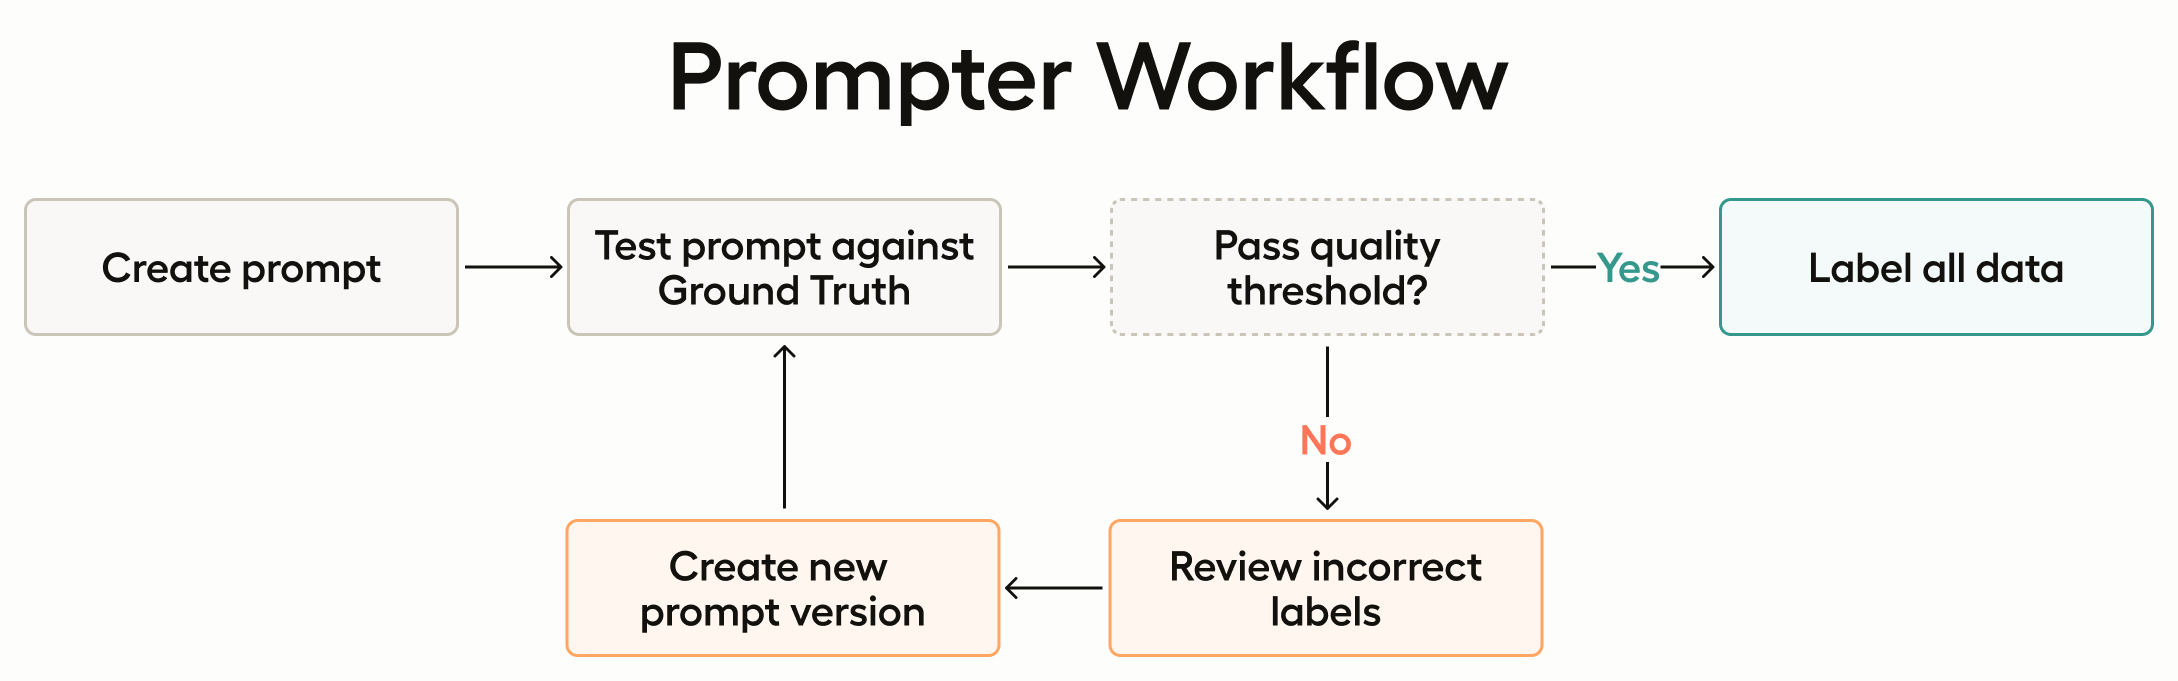 Prompter Workflow
Create prompt
Test prompt against
Ground Truth
Pass quality
threshold?
Yes
Label all data
No
Create new
prompt version
Review incorrect
labels